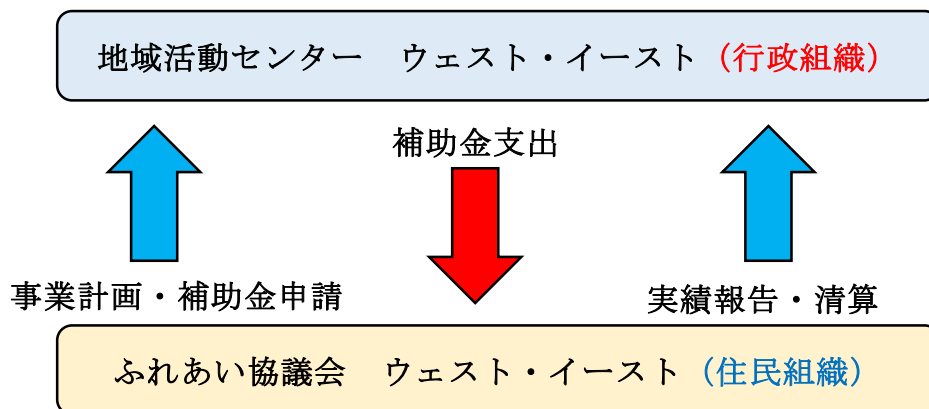 地域活動センター　ウェスト・イースト（行政組織）
補助金支出
事業計画・補助金申請
実績報告・清算
ふれあい協議会　ウェスト・イースト（住民組織）